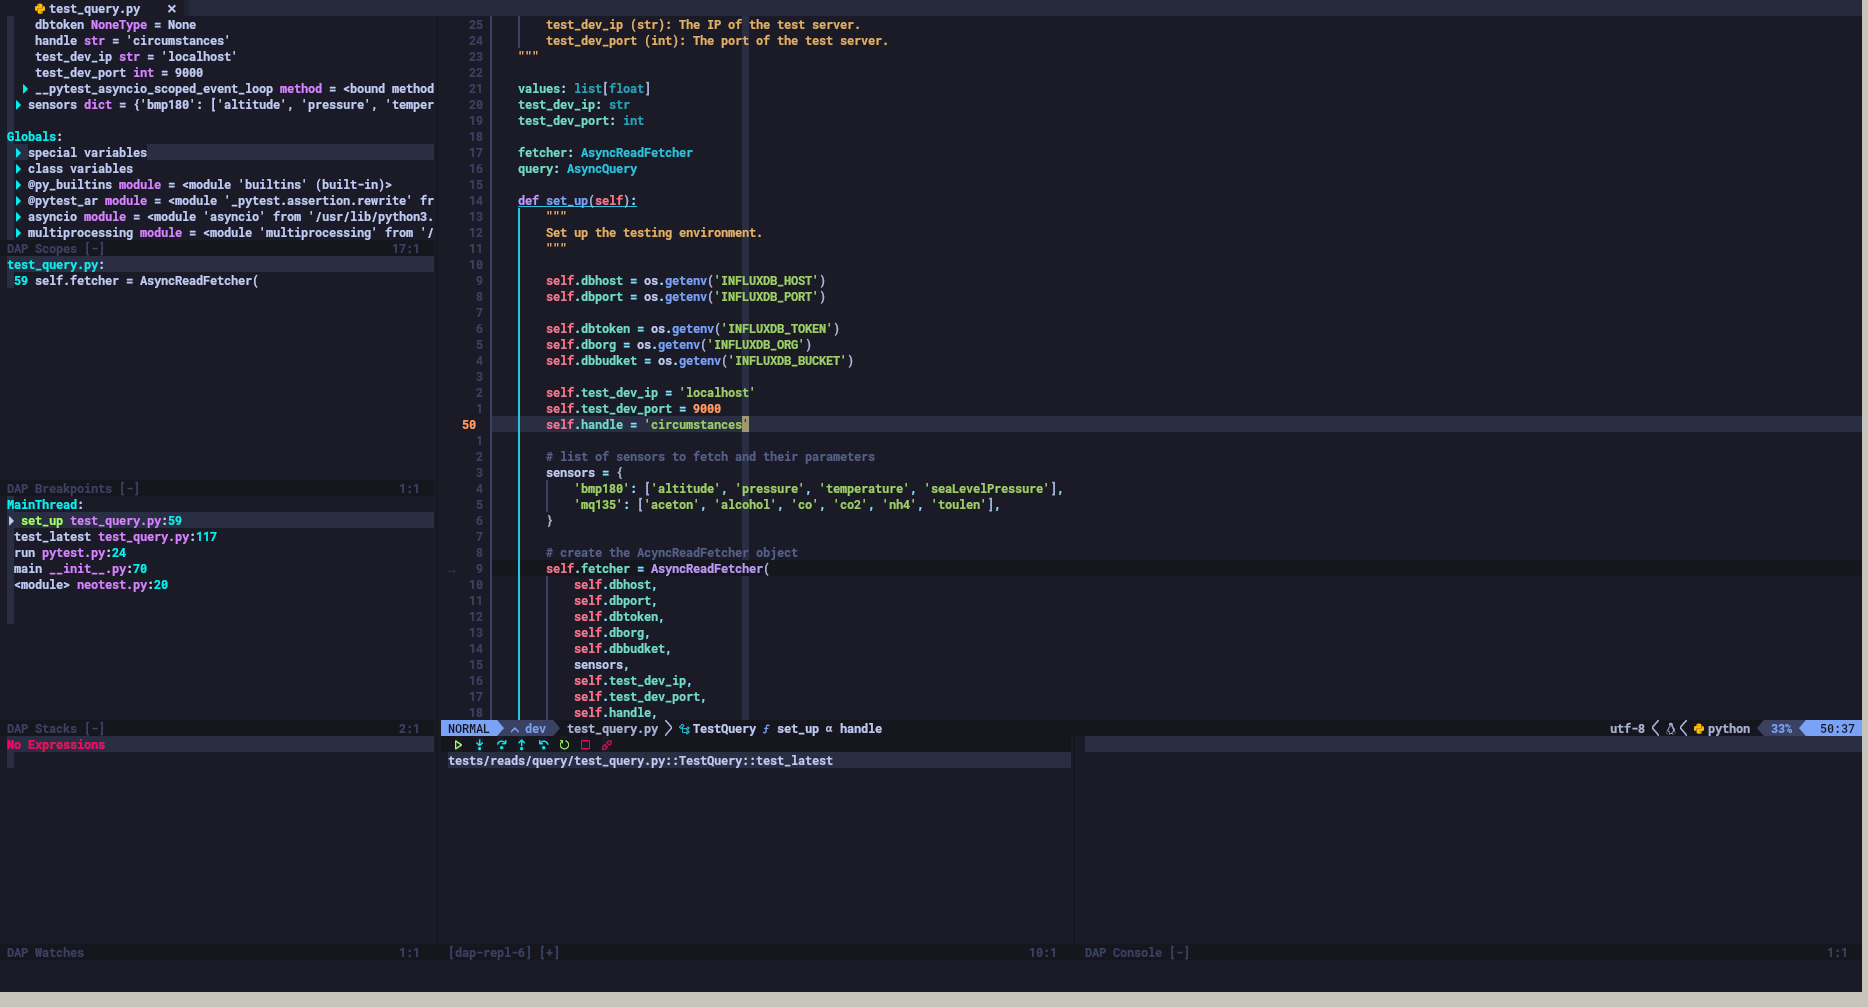 test_query.py ✕
dbtoken NoneType = None
handle str = 'circumstances'
test_dev_ip str = 'localhost'
test_dev_port int = 9000
__pytest_asyncio_scoped_event_loop method = <bound method
sensors dict = {'bmp180': ['altitude', 'pressure', 'temper
Globals:
special variables
class variables
@py_builtins module = <module 'builtins' (built-in)>
@pytest_ar module = <module '_pytest.assertion.rewrite' fr
asyncio module = <module 'asyncio' from '/usr/lib/python3.
multiprocessing module = <module 'multiprocessing' from '/
DAP Scopes [-] 17:1
test_query.py:
59 self.fetcher = AsyncReadFetcher(
DAP Breakpoints [-] 1:1
MainThread:
set_up test_query.py:59
test_latest test_query.py:117
run pytest.py:24
main __init__.py:70
<module> neotest.py:20
DAP Stacks [-] 2:1
No Expressions
DAP Watches 1:1
25 test_dev_ip (str): The IP of the test server.
24 test_dev_port (int): The port of the test server.
23 """
22
21 values: list[float]
20 test_dev_ip: str
19 test_dev_port: int
18
17 fetcher: AsyncReadFetcher
16 query: AsyncQuery
15
14 def set_up(self):
13 """
12 Set up the testing environment.
11 """
10
9 self.dbhost = os.getenv('INFLUXDB_HOST')
8 self.dbport = os.getenv('INFLUXDB_PORT')
7
6 self.dbtoken = os.getenv('INFLUXDB_TOKEN')
5 self.dborg = os.getenv('INFLUXDB_ORG')
4 self.dbbudket = os.getenv('INFLUXDB_BUCKET')
3
2 self.test_dev_ip = 'localhost'
1 self.test_dev_port = 9000
50 self.handle = 'circumstances'
1
2 # list of sensors to fetch and their parameters
3 sensors = {
4 'bmp180': ['altitude', 'pressure', 'temperature', 'seaLevelPressure'],
5 'mq135': ['aceton', 'alcohol', 'co', 'co2', 'nh4', 'toulen'],
6 }
7
8 # create the AcyncReadFetcher object
→ 9 self.fetcher = AsyncReadFetcher(
10 self.dbhost,
11 self.dbport,
12 self.dbtoken,
13 self.dborg,
14 self.dbbudket,
15 sensors,
16 self.test_dev_ip,
17 self.test_dev_port,
18 self.handle,
NORMAL dev test_query.py TestQuery ƒ set_up ∝ handle utf-8 python 33% 50:37
tests/reads/query/test_query.py::TestQuery::test_latest
[dap-repl-6] [+] 10:1
DAP Console [-] 1:1